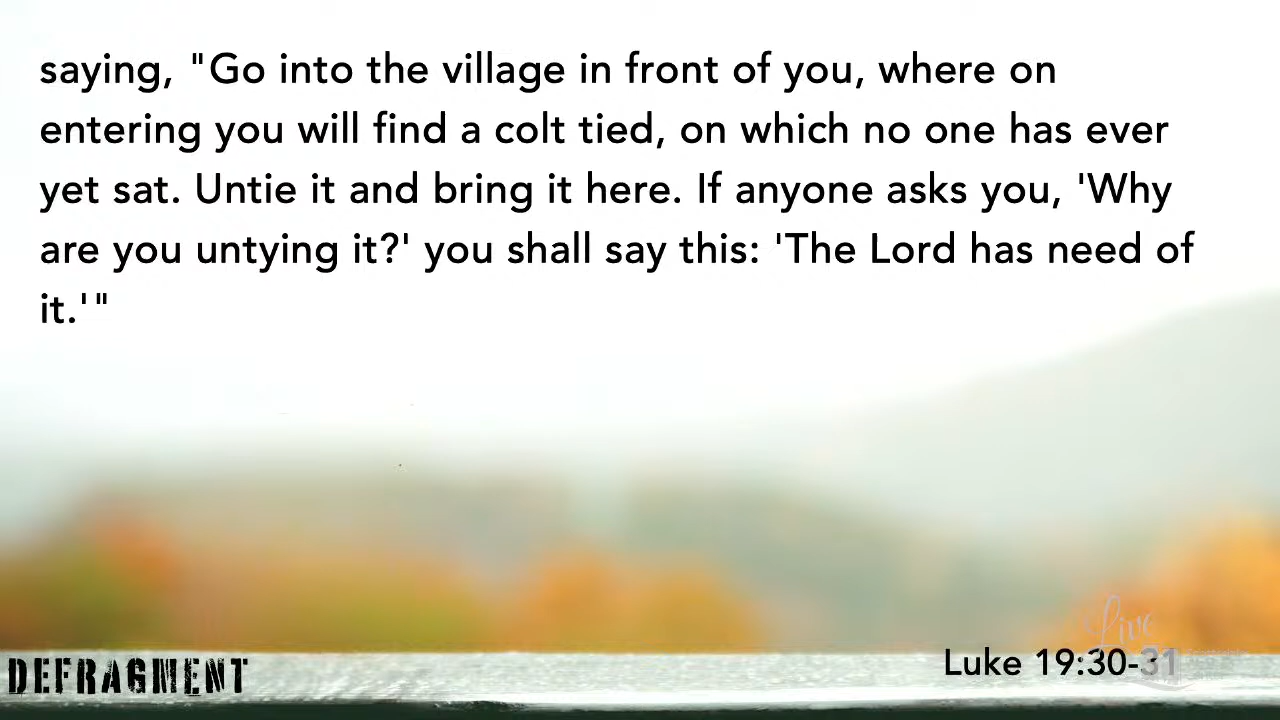 saying, "Go into the village in front of you, where on
entering you will find a colt tied, on which no one has ever
yet sat. Untie it and bring it here. If anyone asks you, 'Why
are you untying it?' you shall say this: 'The Lord has need of
it.'"
Live
Luke 19:30-31
DEFRAGMENT